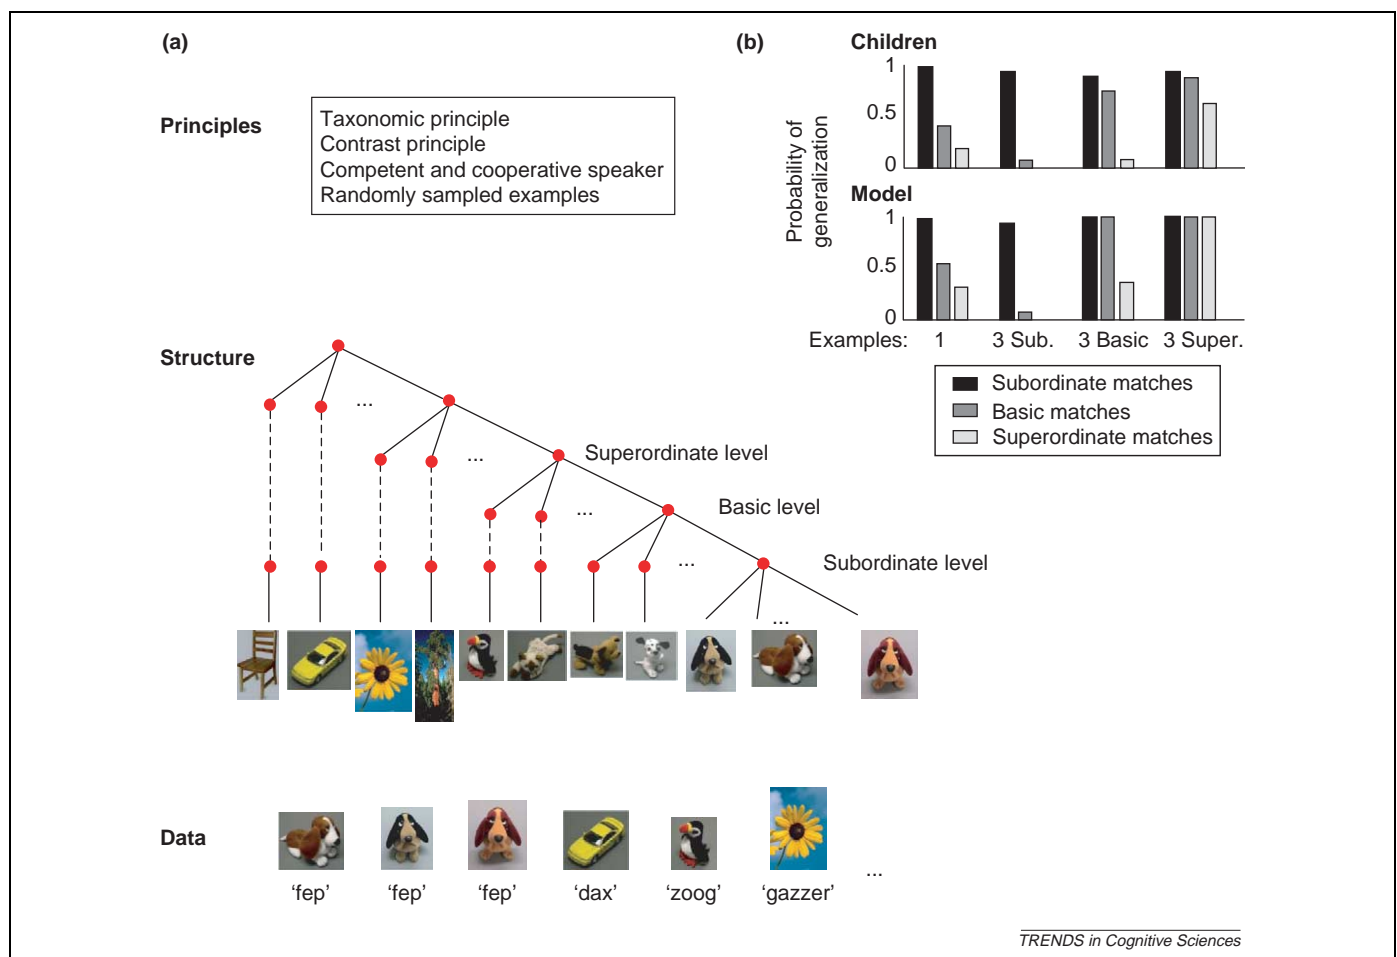 (a)
Principles
Taxonomic principle
Contrast principle
Competent and cooperative speaker
Randomly sampled examples
Structure
...
...
Superordinate level
...
Basic level
...
Subordinate level
...
Data
...
‘fep’ ‘fep’ ‘fep’ ‘dax’ ‘zoog’ ‘gazzer’
(b)
Children
1
0.5
0
Probability of
generalization
Model
1
0.5
0
Examples: 1 3 Sub. 3 Basic 3 Super.
Subordinate matches
Basic matches
Superordinate matches
TRENDS in Cognitive Sciences